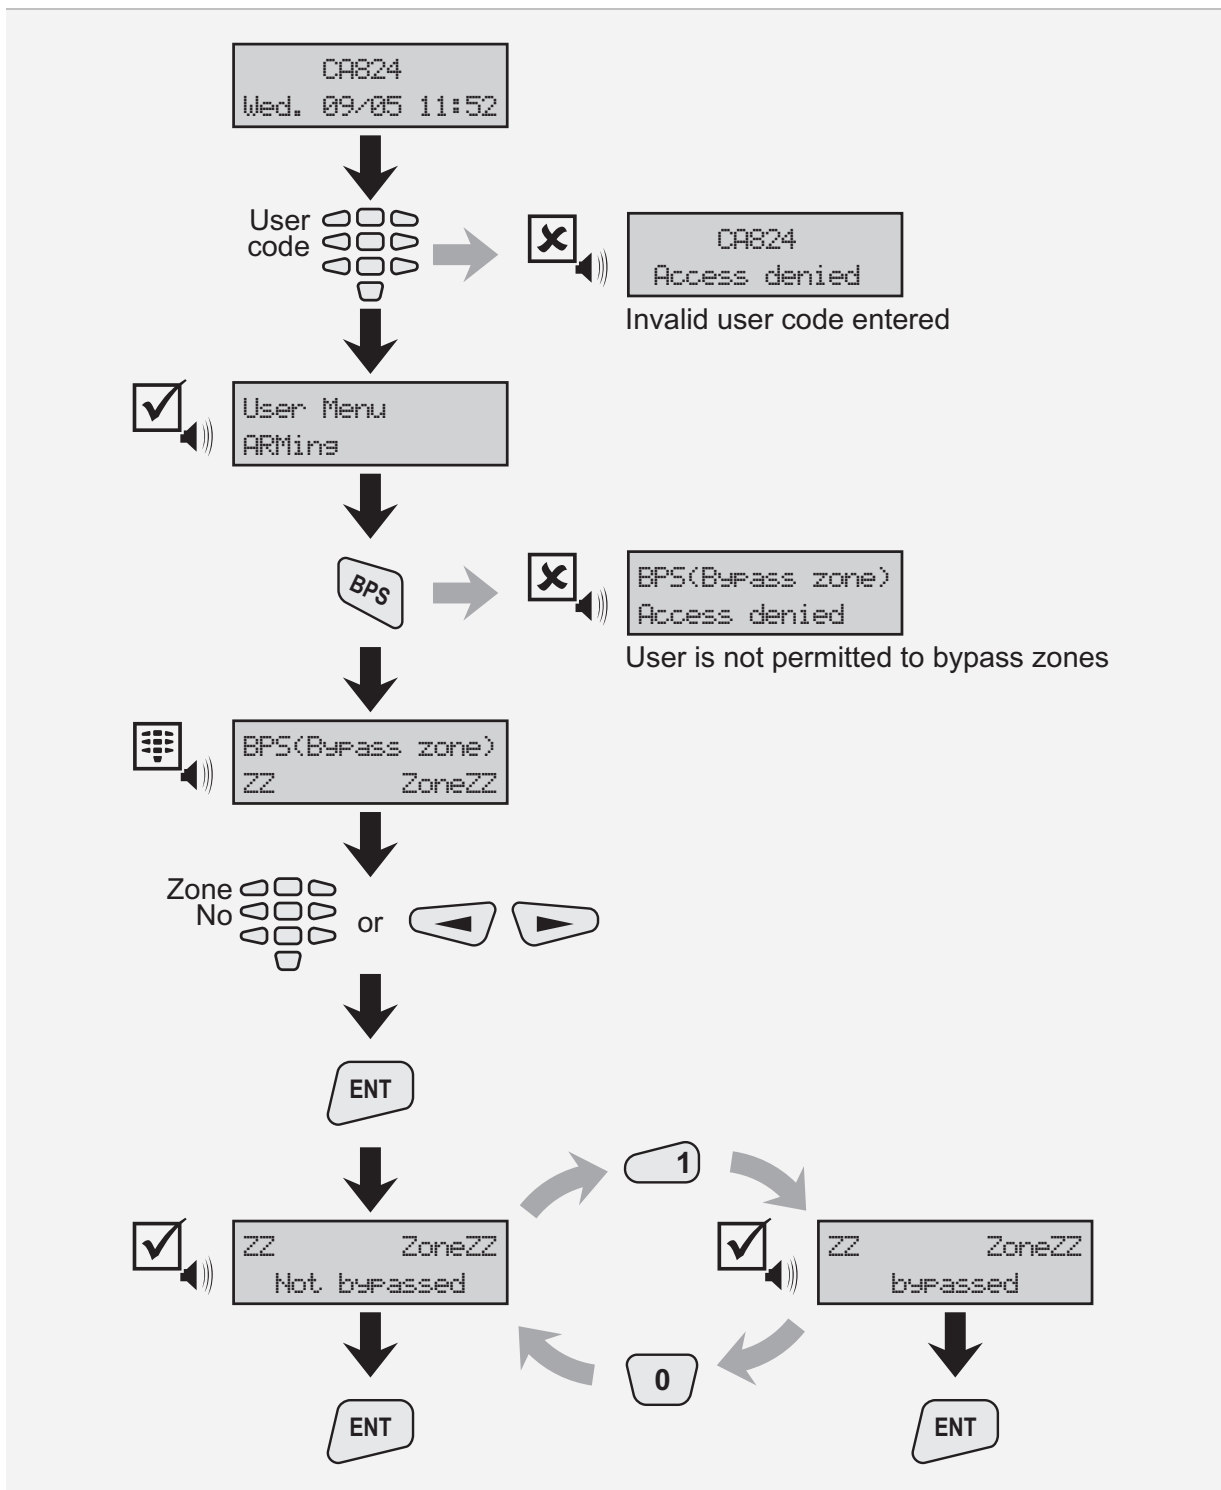 CA824
Wed. 09/05 11:52
User
code
CA824
Access denied
Invalid user code entered
User Menu
ARMing
BPS
BPS(Bypass zone)
Access denied
User is not permitted to bypass zones
BPS(Bypass zone)
ZZ ZoneZZ
Zone
No
or
ENT
1
ZZ ZoneZZ
Not bypassed
ZZ ZoneZZ
bypassed
0
ENT
ENT